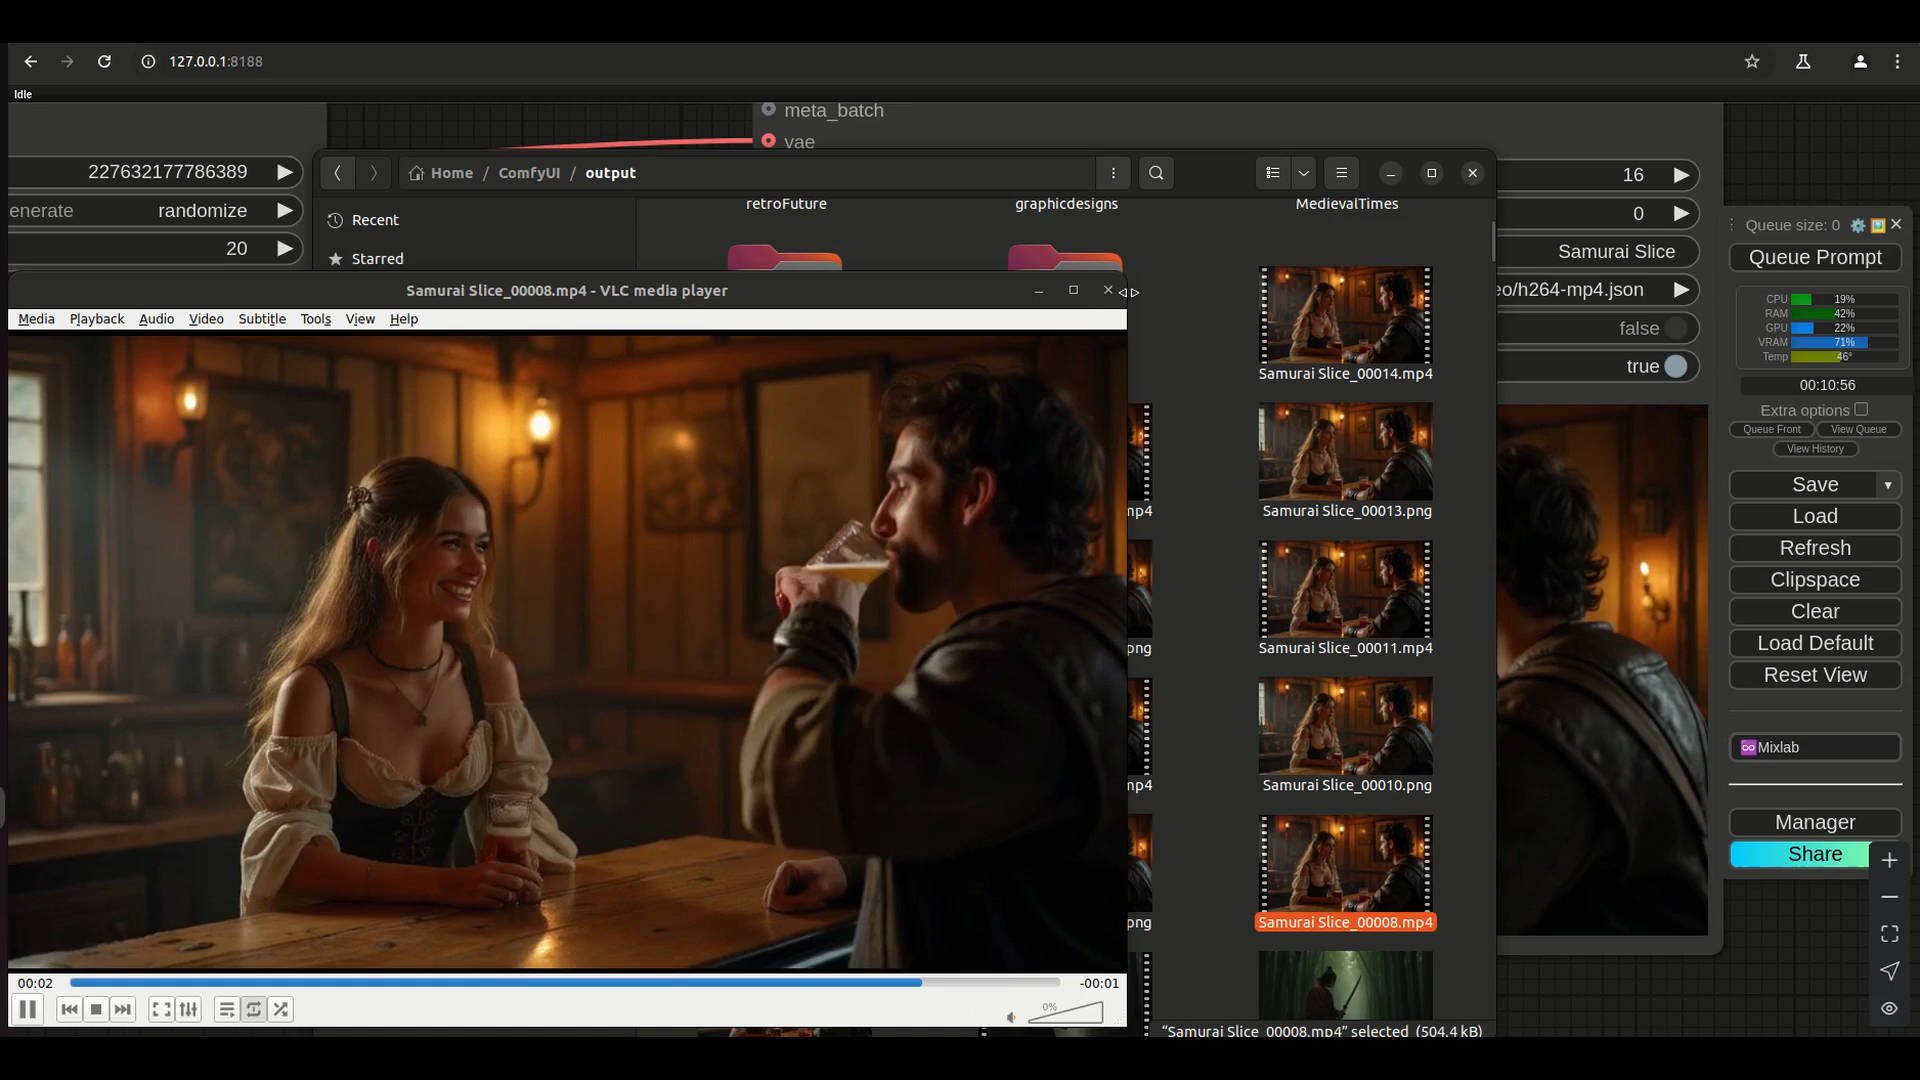 127.0.0.1:8188
Idle
meta_batch
vae
227632177786389
enerate randomize
20
Home / ComfyUI / output
Recent
Starred
retroFuture
graphicdesigns
MedievalTimes
16
0
Samurai Slice
eo/h264-mp4.json
false
true
Samurai Slice_00008.mp4 - VLC media player
Media Playback Audio Video Subtitle Tools View Help
Samurai Slice_00014.mp4
mp4
Samurai Slice_00013.png
png
Samurai Slice_00011.mp4
mp4
Samurai Slice_00010.png
png
Samurai Slice_00008.mp4
"Samurai Slice_00008.mp4" selected (504.4 kB)
00:02
-00:01
0%
Queue size: 0
Queue Prompt
CPU 19%
RAM 42%
GPU 22%
VRAM 71%
Temp 46°
00:10:56
Extra options
Queue Front
View Queue
View History
Save
Load
Refresh
Clipspace
Clear
Load Default
Reset View
Mixlab
Manager
Share